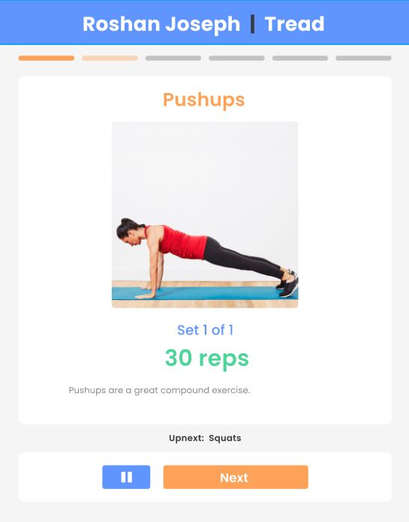 Roshan Joseph | Tread
Pushups
Set 1 of 1
30 reps
Pushups are a great compound exercise.
Upnext: Squats
Next